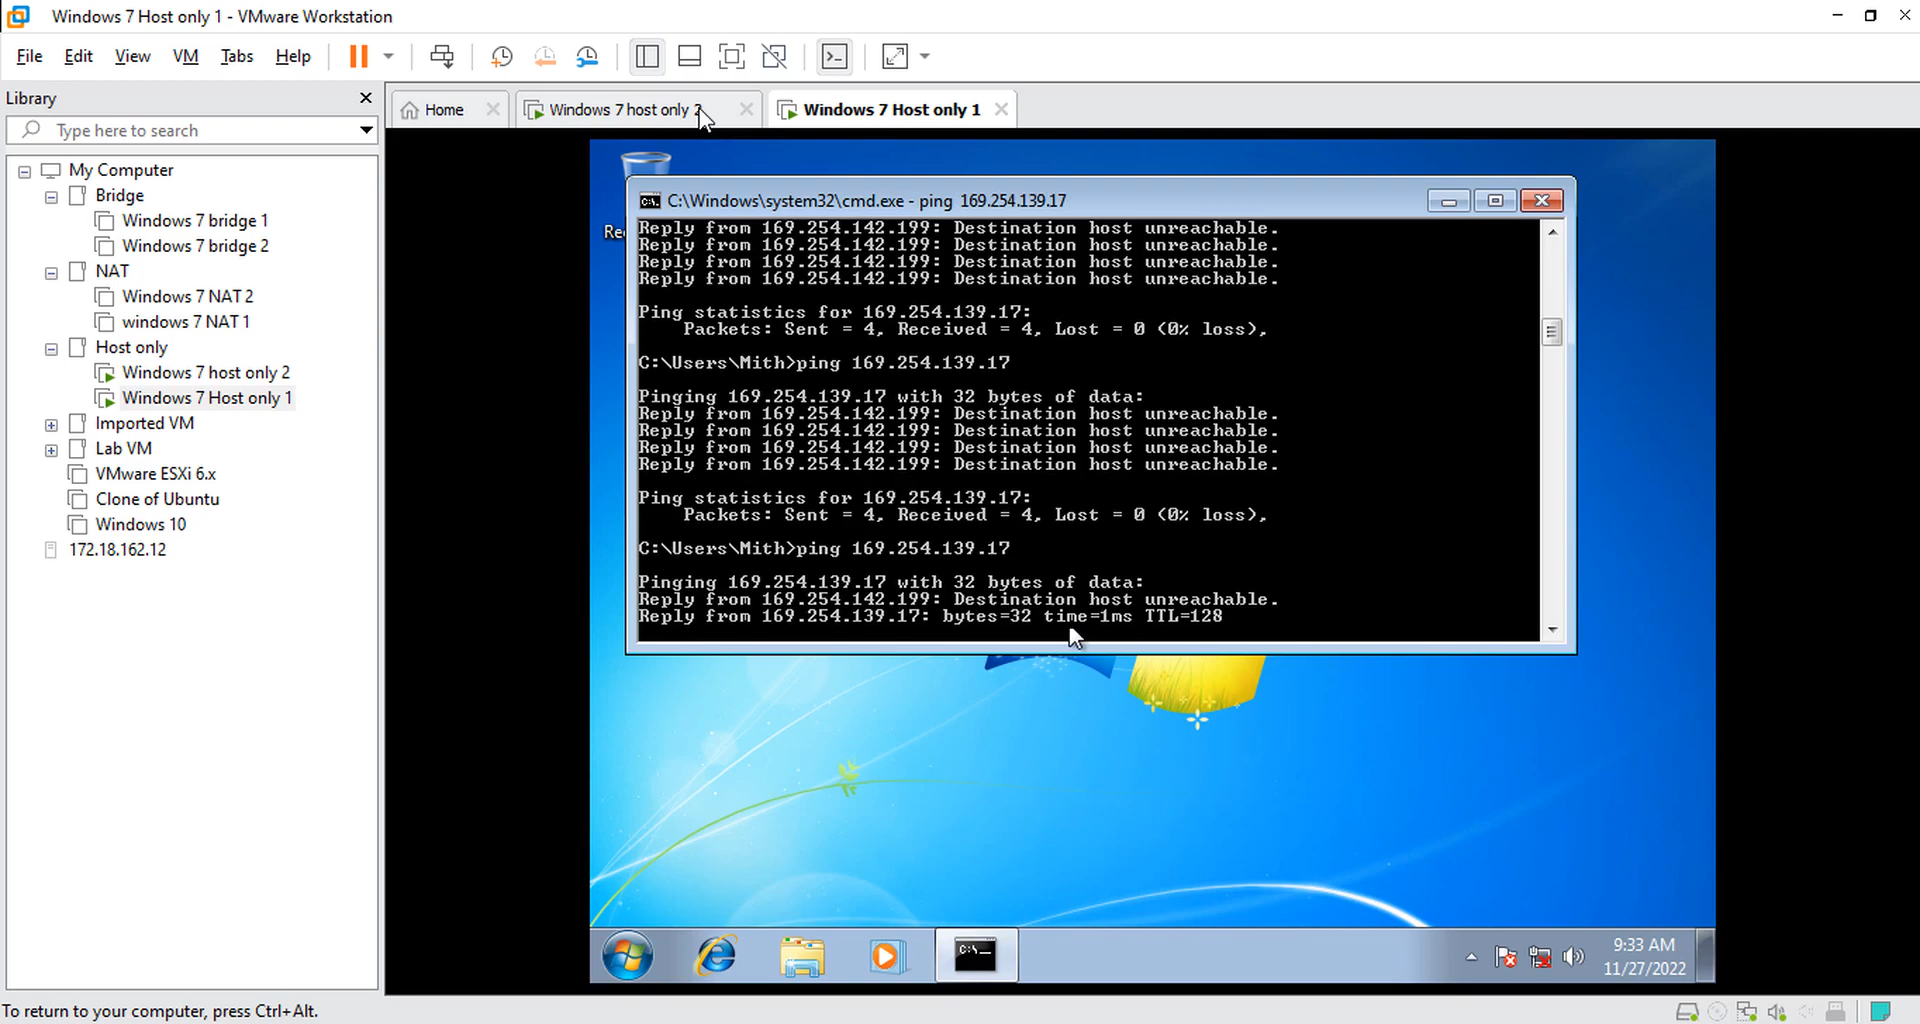 Windows 7 Host only 1 - VMware Workstation
File Edit View VM Tabs Help
Library
Type here to search
My Computer
Bridge
Windows 7 bridge 1
Windows 7 bridge 2
NAT
Windows 7 NAT 2
windows 7 NAT 1
Host only
Windows 7 host only 2
Windows 7 Host only 1
Imported VM
Lab VM
VMware ESXi 6.x
Clone of Ubuntu
Windows 10
172.18.162.12
Home
Windows 7 host only 2
Windows 7 Host only 1
C:\Windows\system32\cmd.exe - ping 169.254.139.17
Reply from 169.254.142.199: Destination host unreachable.
Reply from 169.254.142.199: Destination host unreachable.
Reply from 169.254.142.199: Destination host unreachable.
Reply from 169.254.142.199: Destination host unreachable.
Ping statistics for 169.254.139.17:
Packets: Sent = 4, Received = 4, Lost = 0 (0% loss),
C:\Users\Mith>ping 169.254.139.17
Pinging 169.254.139.17 with 32 bytes of data:
Reply from 169.254.142.199: Destination host unreachable.
Reply from 169.254.142.199: Destination host unreachable.
Reply from 169.254.142.199: Destination host unreachable.
Reply from 169.254.142.199: Destination host unreachable.
Ping statistics for 169.254.139.17:
Packets: Sent = 4, Received = 4, Lost = 0 (0% loss),
C:\Users\Mith>ping 169.254.139.17
Pinging 169.254.139.17 with 32 bytes of data:
Reply from 169.254.142.199: Destination host unreachable.
Reply from 169.254.139.17: bytes=32 time=1ms TTL=128
9:33 AM
11/27/2022
To return to your computer, press Ctrl+Alt.